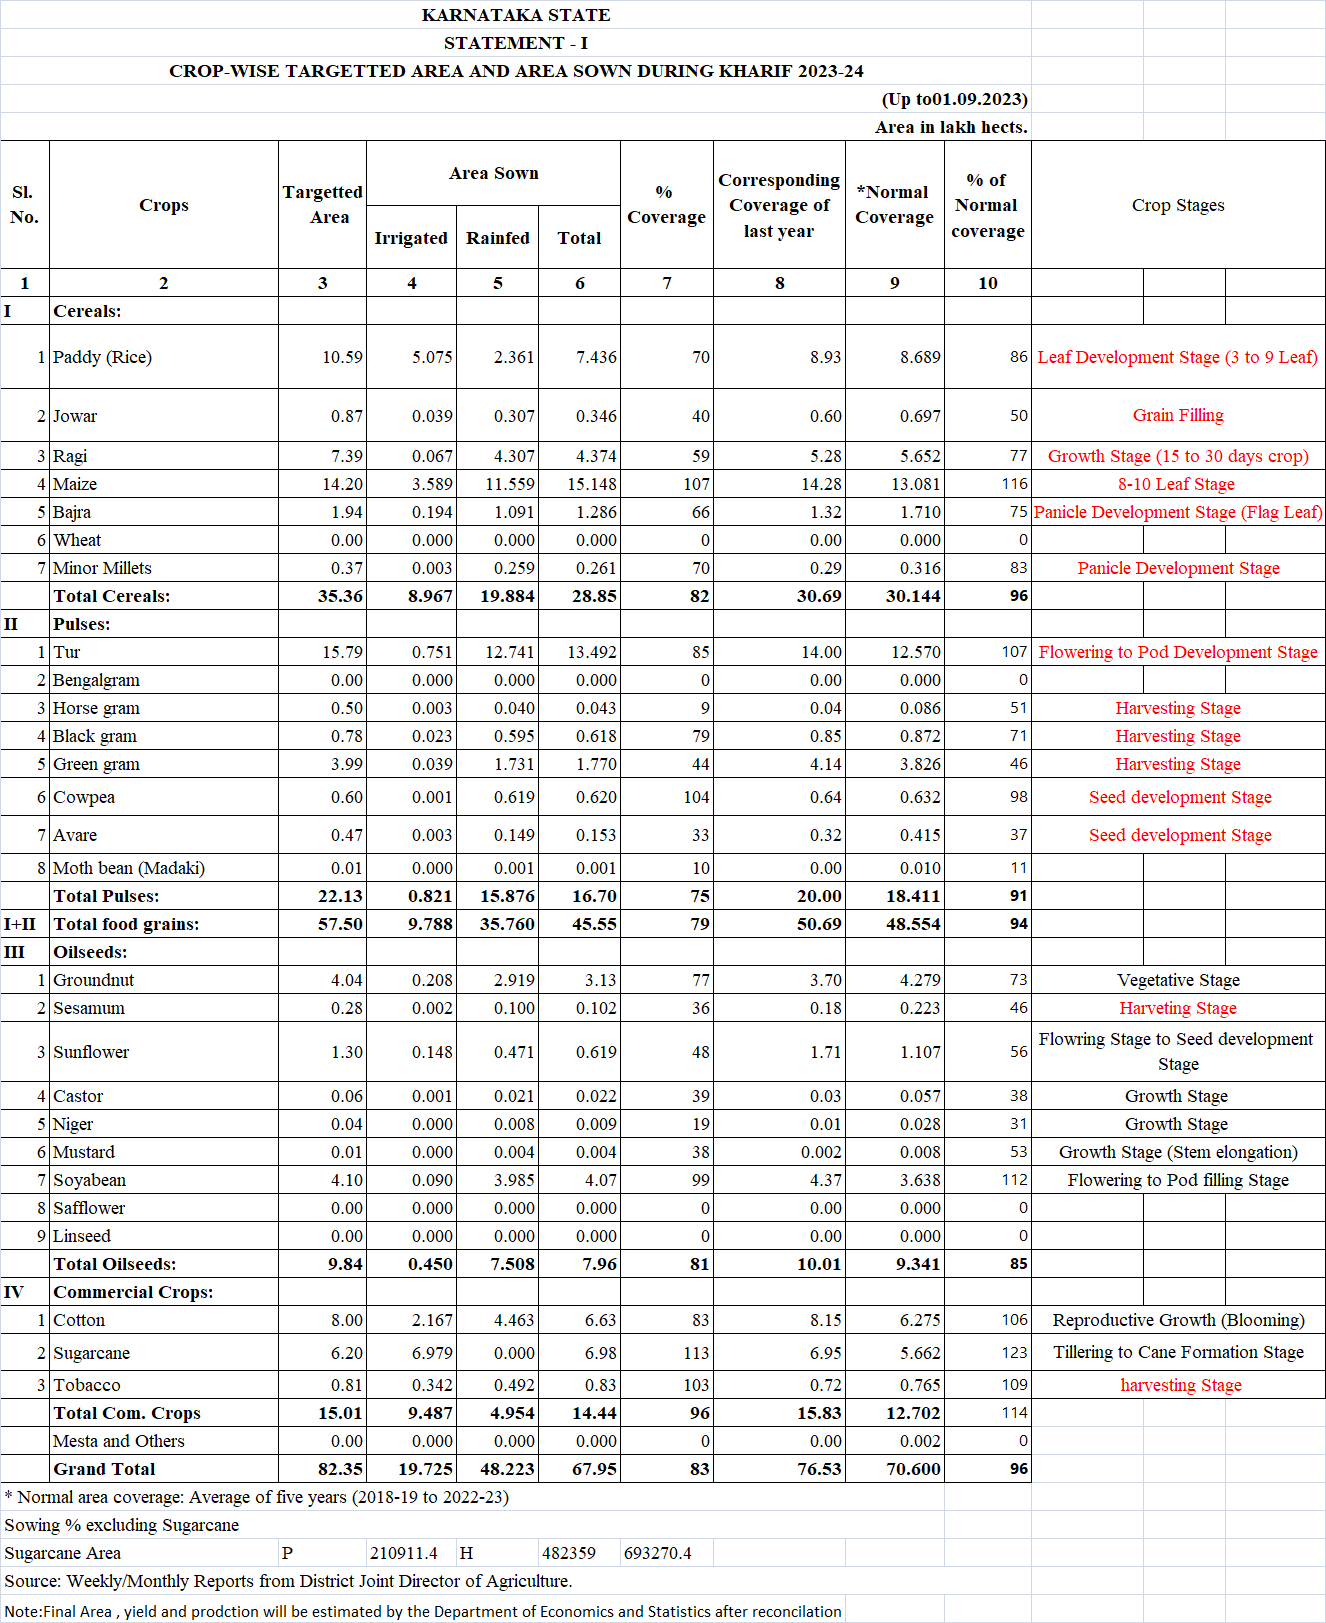 KARNATAKA STATE
STATEMENT - I
CROP-WISE TARGETTED AREA AND AREA SOWN DURING KHARIF 2023-24
(Up to01.09.2023)
Area in lakh hects.
Sl. No. Crops Targetted Area Area Sown Irrigated Rainfed Total % Coverage Corresponding Coverage of last year *Normal Coverage % of Normal coverage Crop Stages
1 2 3 4 5 6 7 8 9 10
I Cereals:
1 Paddy (Rice) 10.59 5.075 2.361 7.436 70 8.93 8.689 86 Leaf Development Stage (3 to 9 Leaf)
2 Jowar 0.87 0.039 0.307 0.346 40 0.60 0.697 50 Grain Filling
3 Ragi 7.39 0.067 4.307 4.374 59 5.28 5.652 77 Growth Stage (15 to 30 days crop)
4 Maize 14.20 3.589 11.559 15.148 107 14.28 13.081 116 8-10 Leaf Stage
5 Bajra 1.94 0.194 1.091 1.286 66 1.32 1.710 75 Panicle Development Stage (Flag Leaf)
6 Wheat 0.00 0.000 0.000 0.000 0 0.00 0.000 0
7 Minor Millets 0.37 0.003 0.259 0.261 70 0.29 0.316 83 Panicle Development Stage
Total Cereals: 35.36 8.967 19.884 28.85 82 30.69 30.144 96
II Pulses:
1 Tur 15.79 0.751 12.741 13.492 85 14.00 12.570 107 Flowering to Pod Development Stage
2 Bengalgram 0.00 0.000 0.000 0.000 0 0.00 0.000 0
3 Horse gram 0.50 0.003 0.040 0.043 9 0.04 0.086 51 Harvesting Stage
4 Black gram 0.78 0.023 0.595 0.618 79 0.85 0.872 71 Harvesting Stage
5 Green gram 3.99 0.039 1.731 1.770 44 4.14 3.826 46 Harvesting Stage
6 Cowpea 0.60 0.001 0.619 0.620 104 0.64 0.632 98 Seed development Stage
7 Avare 0.47 0.003 0.149 0.153 33 0.32 0.415 37 Seed development Stage
8 Moth bean (Madaki) 0.01 0.000 0.001 0.001 10 0.00 0.010 11
Total Pulses: 22.13 0.821 15.876 16.70 75 20.00 18.411 91
I+II Total food grains: 57.50 9.788 35.760 45.55 79 50.69 48.554 94
III Oilseeds:
1 Groundnut 4.04 0.208 2.919 3.13 77 3.70 4.279 73 Vegetative Stage
2 Sesamum 0.28 0.002 0.100 0.102 36 0.18 0.223 46 Harveting Stage
3 Sunflower 1.30 0.148 0.471 0.619 48 1.71 1.107 56 Flowring Stage to Seed development Stage
4 Castor 0.06 0.001 0.021 0.022 39 0.03 0.057 38 Growth Stage
5 Niger 0.04 0.000 0.008 0.009 19 0.01 0.028 31 Growth Stage
6 Mustard 0.01 0.000 0.004 0.004 38 0.002 0.008 53 Growth Stage (Stem elongation)
7 Soyabean 4.10 0.090 3.985 4.07 99 4.37 3.638 112 Flowering to Pod filling Stage
8 Safflower 0.00 0.000 0.000 0.000 0 0.00 0.000 0
9 Linseed 0.00 0.000 0.000 0.000 0 0.00 0.000 0
Total Oilseeds: 9.84 0.450 7.508 7.96 81 10.01 9.341 85
IV Commercial Crops:
1 Cotton 8.00 2.167 4.463 6.63 83 8.15 6.275 106 Reproductive Growth (Blooming)
2 Sugarcane 6.20 6.979 0.000 6.98 113 6.95 5.662 123 Tillering to Cane Formation Stage
3 Tobacco 0.81 0.342 0.492 0.83 103 0.72 0.765 109 harvesting Stage
Total Com. Crops 15.01 9.487 4.954 14.44 96 15.83 12.702 114
Mesta and Others 0.00 0.000 0.000 0.000 0 0.00 0.002 0
Grand Total 82.35 19.725 48.223 67.95 83 76.53 70.600 96
* Normal area coverage: Average of five years (2018-19 to 2022-23)
Sowing % excluding Sugarcane
Sugarcane Area P 210911.4 H 482359 693270.4
Source: Weekly/Monthly Reports from District Joint Director of Agriculture.
Note:Final Area , yield and prodction will be estimated by the Department of Economics and Statistics after reconcilation